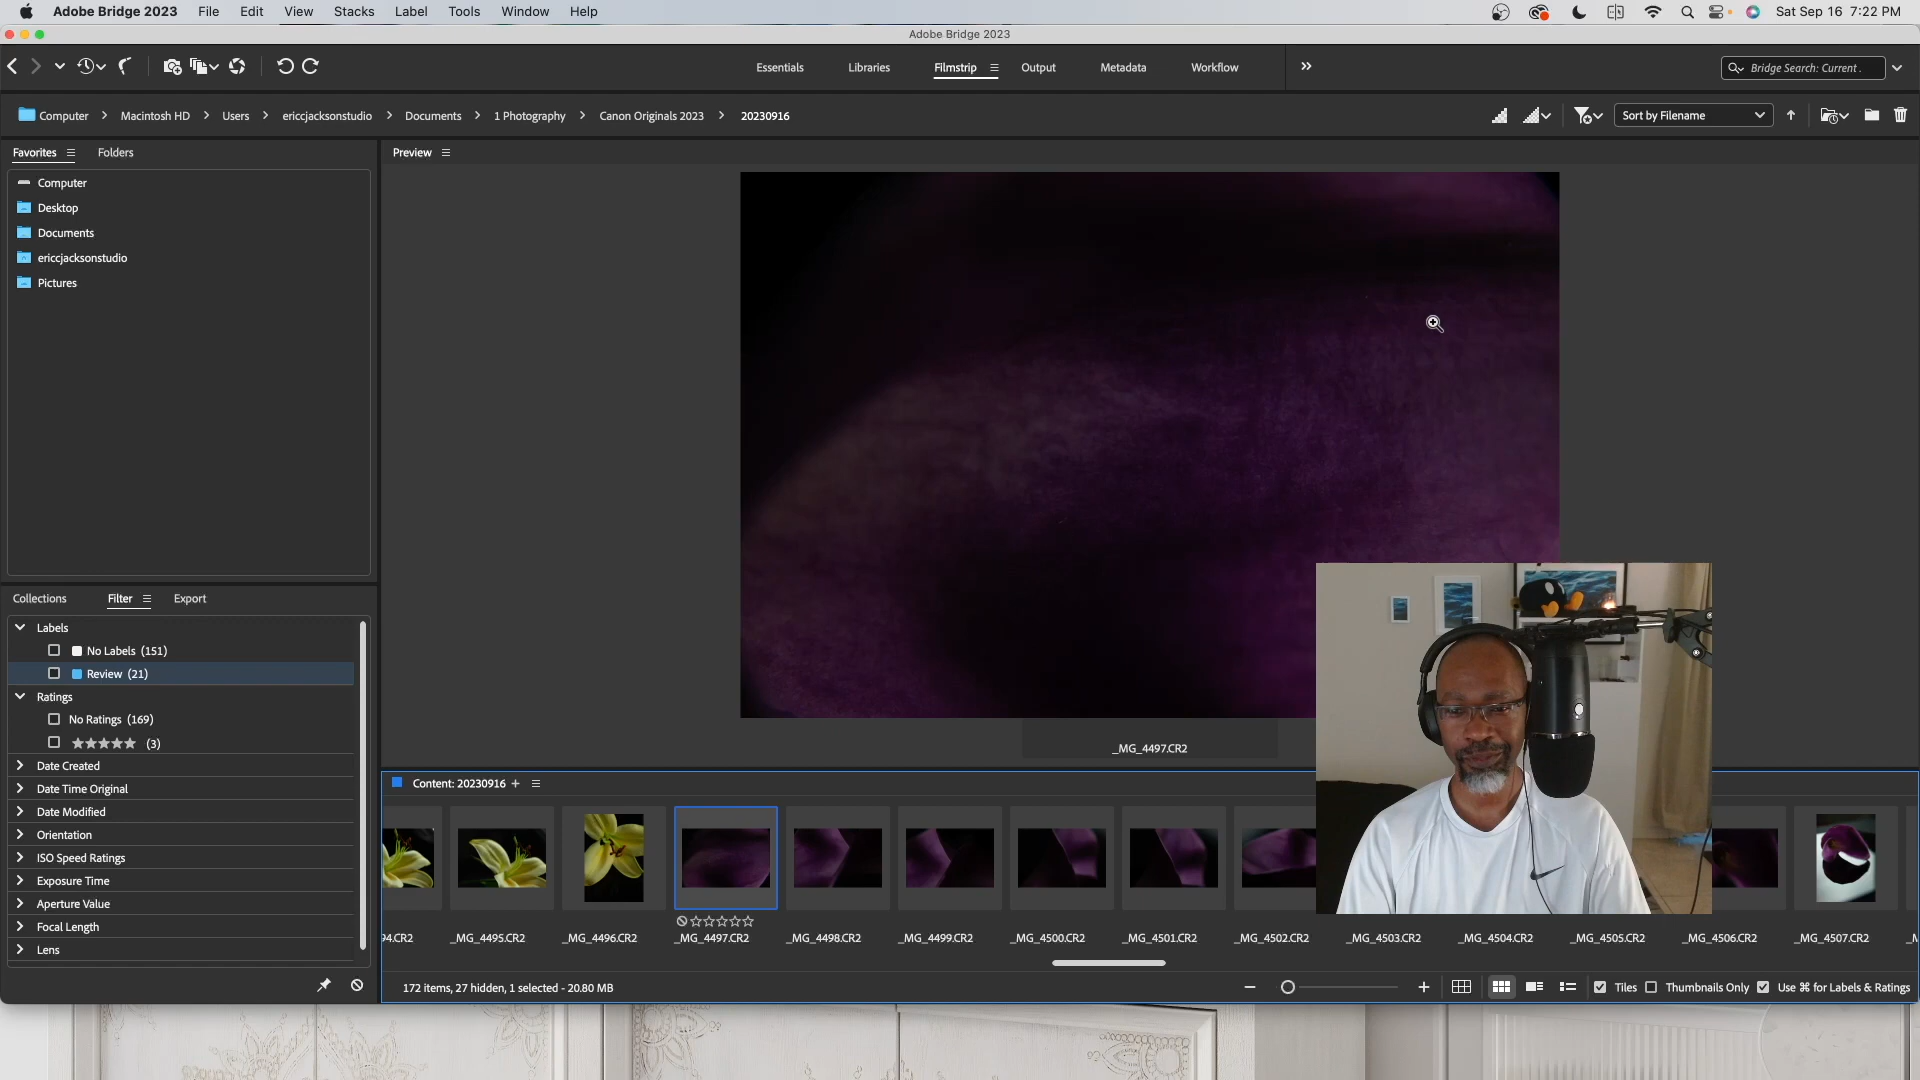 Adobe Bridge 2023 File Edit View Stacks Label Tools Window Help Sat Sep 16 7:22 PM
Adobe Bridge 2023
Essentials Libraries Filmstrip Output Metadata Workflow Bridge Search: Current .
Computer Macintosh HD Users ericcjacksonstudio Documents 1 Photography Canon Originals 2023 20230916 Sort by Filename
Favorites Folders
Computer
Desktop
Documents
ericcjacksonstudio
Pictures
Preview
_MG_4497.CR2
Collections Filter Export
Labels
No Labels (151)
Review (21)
Ratings
No Ratings (169)
(3)
Date Created
Date Time Original
Date Modified
Orientation
ISO Speed Ratings
Exposure Time
Aperture Value
Focal Length
Lens
Content: 20230916
94.CR2 _MG_4495.CR2 _MG_4496.CR2 _MG_4497.CR2 _MG_4498.CR2 _MG_4499.CR2 _MG_4500.CR2 _MG_4501.CR2 _MG_4502.CR2 _MG_4503.CR2 _MG_4504.CR2 _MG_4505.CR2 _MG_4506.CR2 _MG_4507.CR2
172 items, 27 hidden, 1 selected - 20.80 MB Tiles Thumbnails Only Use ⌘ for Labels & Ratings